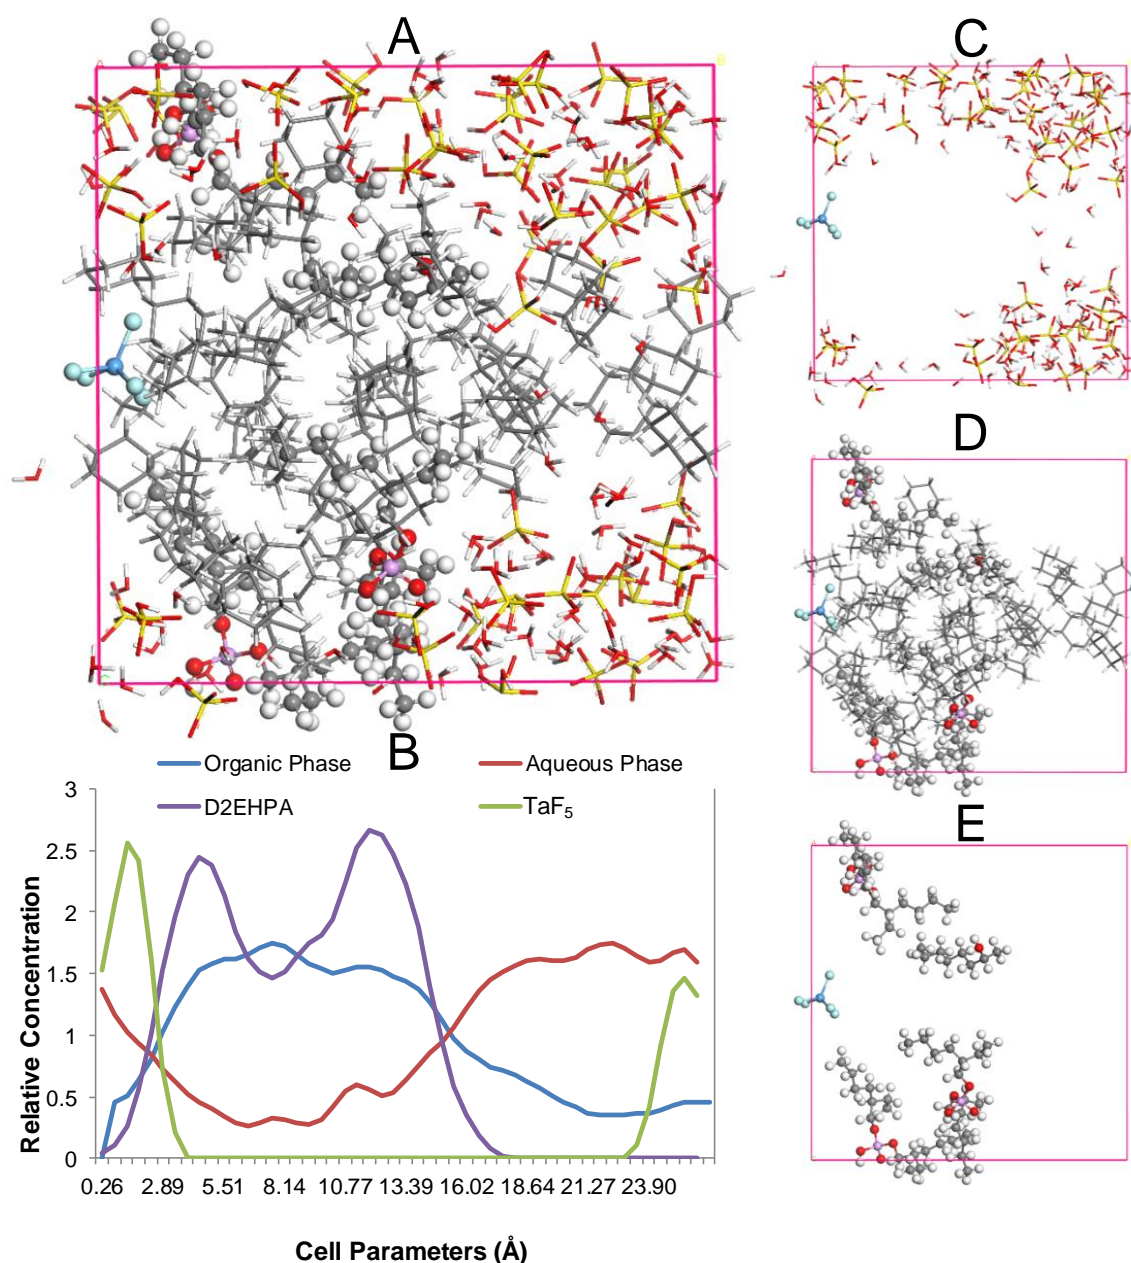 A
C
D
E
B
Organic Phase
Aqueous Phase
D2EHPA
TaF5
Relative Concentration
3
2.5
2
1.5
1
0.5
0
0.26 2.89 5.51 8.14 10.77 13.39 16.02 18.64 21.27 23.90
Cell Parameters (Å)